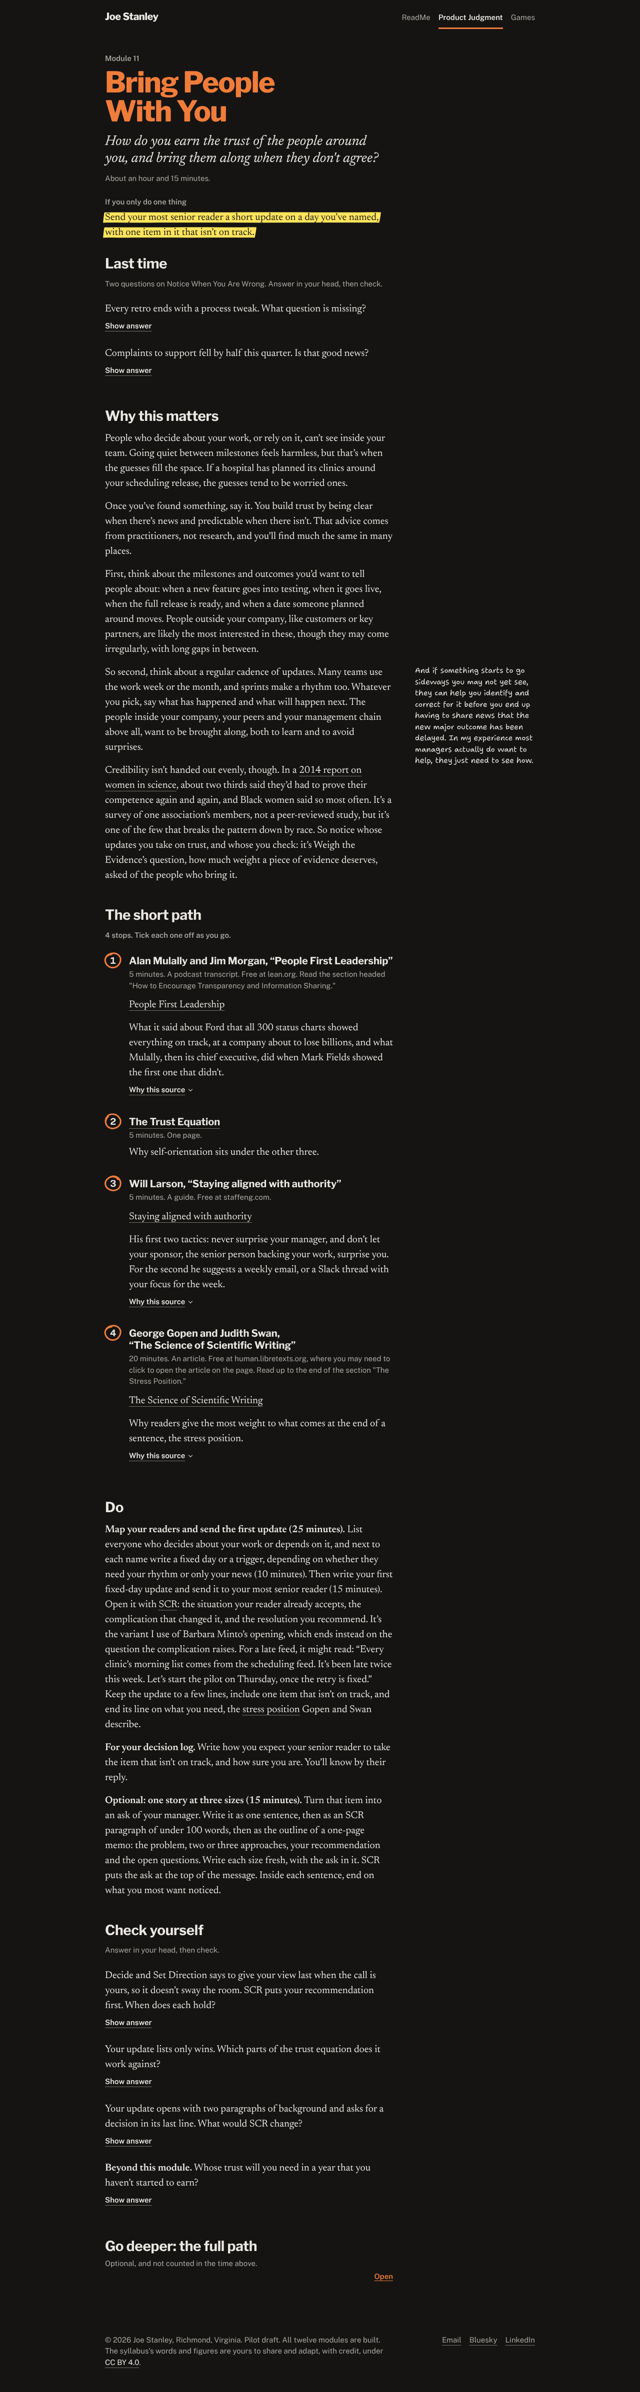 Joe Stanley
ReadMe Product Judgment Games
Module 11
Bring People
With You
How do you earn the trust of the people around
you, and bring them along when they don't agree?
About an hour and 15 minutes.
If you only do one thing
Send your most senior reader a short update on a day you've named,
with one item in it that isn't on track.
Last time
Two questions on Notice When You Are Wrong. Answer in your head, then check.
Every retro ends with a process tweak. What question is missing?
Show answer
Complaints to support fell by half this quarter. Is that good news?
Show answer
Why this matters
People who decide about your work, or rely on it, can't see inside your
team. Going quiet between milestones feels harmless, but that's when
the guesses fill the space. If a hospital has planned its clinics around
your scheduling release, the guesses tend to be worried ones.
Once you've found something, say it. You build trust by being clear
when there's news and predictable when there isn't. That advice comes
from practitioners, not research, and you'll find much the same in many
places.
First, think about the milestones and outcomes you'd want to tell
people about: when a new feature goes into testing, when it goes live,
when the full release is ready, and when a date someone planned
around moves. People outside your company, like customers or key
partners, are likely the most interested in these, though they may come
irregularly, with long gaps in between.
So second, think about a regular cadence of updates. Many teams use
the work week or the month, and sprints make a rhythm too. Whatever
you pick, say what has happened and what will happen next. The
people inside your company, your peers and your management chain
above all, want to be brought along, both to learn and to avoid
surprises.
And if something starts to go
sideways you may not yet see,
they can help you identify and
correct for it before you end up
having to share news that the
new major outcome has been
delayed. In my experience most
managers actually do want to
help, they just need to see how.
Credibility isn't handed out evenly, though. In a 2014 report on
women in science, about two thirds said they'd had to prove their
competence again and again, and Black women said so most often. It's a
survey of one association's members, not a peer-reviewed study, but it's
one of the few that breaks the pattern down by race. So notice whose
updates you take on trust, and whose you check: it's Weigh the
Evidence's question, how much weight a piece of evidence deserves,
asked of the people who bring it.
The short path
4 stops. Tick each one off as you go.
1 Alan Mulally and Jim Morgan, “People First Leadership”
5 minutes. A podcast transcript. Free at lean.org. Read the section headed
"How to Encourage Transparency and Information Sharing."
People First Leadership
What it said about Ford that all 300 status charts showed
everything on track, at a company about to lose billions, and what
Mulally, then its chief executive, did when Mark Fields showed
the first one that didn't.
Why this source
2 The Trust Equation
5 minutes. One page.
Why self-orientation sits under the other three.
3 Will Larson, “Staying aligned with authority”
5 minutes. A guide. Free at staffeng.com.
Staying aligned with authority
His first two tactics: never surprise your manager, and don't let
your sponsor, the senior person backing your work, surprise you.
For the second he suggests a weekly email, or a Slack thread with
your focus for the week.
Why this source
4 George Gopen and Judith Swan,
“The Science of Scientific Writing”
20 minutes. An article. Free at human.libretexts.org, where you may need to
click to open the article on the page. Read up to the end of the section "The
Stress Position."
The Science of Scientific Writing
Why readers give the most weight to what comes at the end of a
sentence, the stress position.
Why this source
Do
Map your readers and send the first update (25 minutes). List
everyone who decides about your work or depends on it, and next to
each name write a fixed day or a trigger, depending on whether they
need your rhythm or only your news (10 minutes). Then write your first
fixed-day update and send it to your most senior reader (15 minutes).
Open it with SCR: the situation your reader already accepts, the
complication that changed it, and the resolution you recommend. It's
the variant I use of Barbara Minto's opening, which ends instead on the
question the complication raises. For a late feed, it might read: “Every
clinic's morning list comes from the scheduling feed. It's been late twice
this week. Let's start the pilot on Thursday, once the retry is fixed.”
Keep the update to a few lines, include one item that isn't on track, and
end its line on what you need, the stress position Gopen and Swan
describe.
For your decision log. Write how you expect your senior reader to take
the item that isn't on track, and how sure you are. You'll know by their
reply.
Optional: one story at three sizes (15 minutes). Turn that item into
an ask of your manager. Write it as one sentence, then as an SCR
paragraph of under 100 words, then as the outline of a one-page
memo: the problem, two or three approaches, your recommendation
and the open questions. Write each size fresh, with the ask in it. SCR
puts the ask at the top of the message. Inside each sentence, end on
what you most want noticed.
Check yourself
Answer in your head, then check.
Decide and Set Direction says to give your view last when the call is
yours, so it doesn't sway the room. SCR puts your recommendation
first. When does each hold?
Show answer
Your update lists only wins. Which parts of the trust equation does it
work against?
Show answer
Your update opens with two paragraphs of background and asks for a
decision in its last line. What would SCR change?
Show answer
Beyond this module. Whose trust will you need in a year that you
haven't started to earn?
Show answer
Go deeper: the full path
Optional, and not counted in the time above.
Open
© 2026 Joe Stanley, Richmond, Virginia. Pilot draft. All twelve modules are built.
The syllabus's words and figures are yours to share and adapt, with credit, under
CC BY 4.0.
Email Bluesky LinkedIn